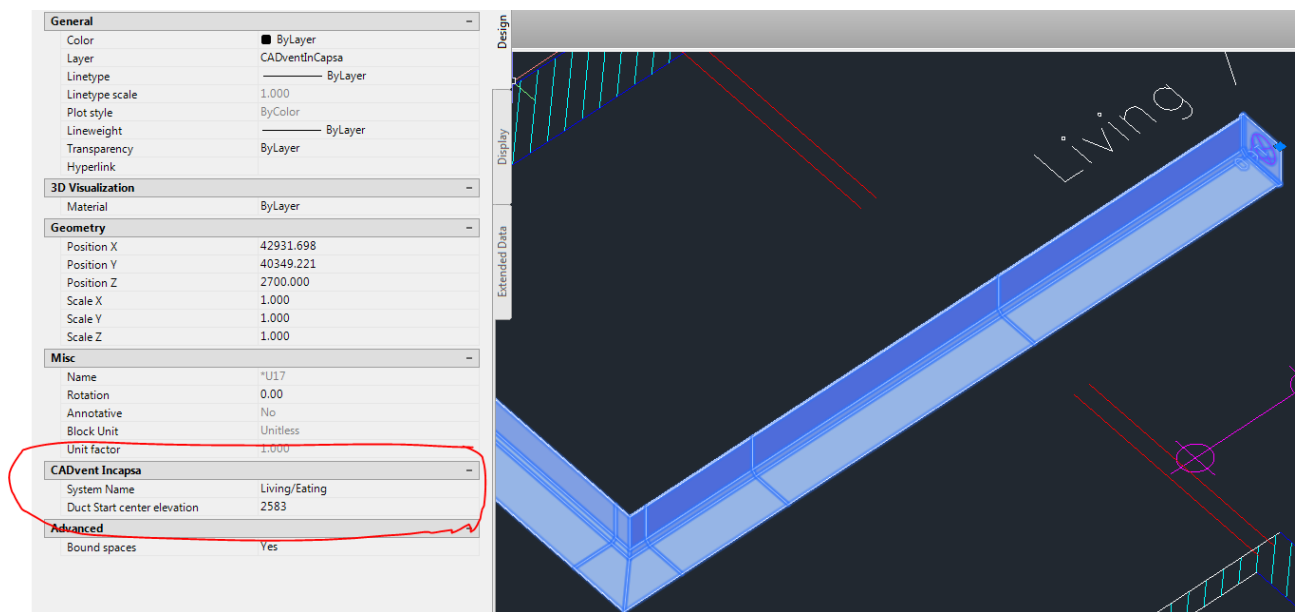 General
Color ByLayer
Layer CADventInCapsa
Linetype ByLayer
Linetype scale 1.000
Plot style ByColor
Lineweight ByLayer
Transparency ByLayer
Hyperlink
3D Visualization
Material ByLayer
Geometry
Position X 42931.698
Position Y 40349.221
Position Z 2700.000
Scale X 1.000
Scale Y 1.000
Scale Z 1.000
Misc
Name *U17
Rotation 0.00
Annotative No
Block Unit Unitless
Unit factor 1.000
CADvent Incapsa
System Name Living/Eating
Duct Start center elevation 2583
Advanced
Bound spaces Yes
Design
Display
Extended Data
Living /